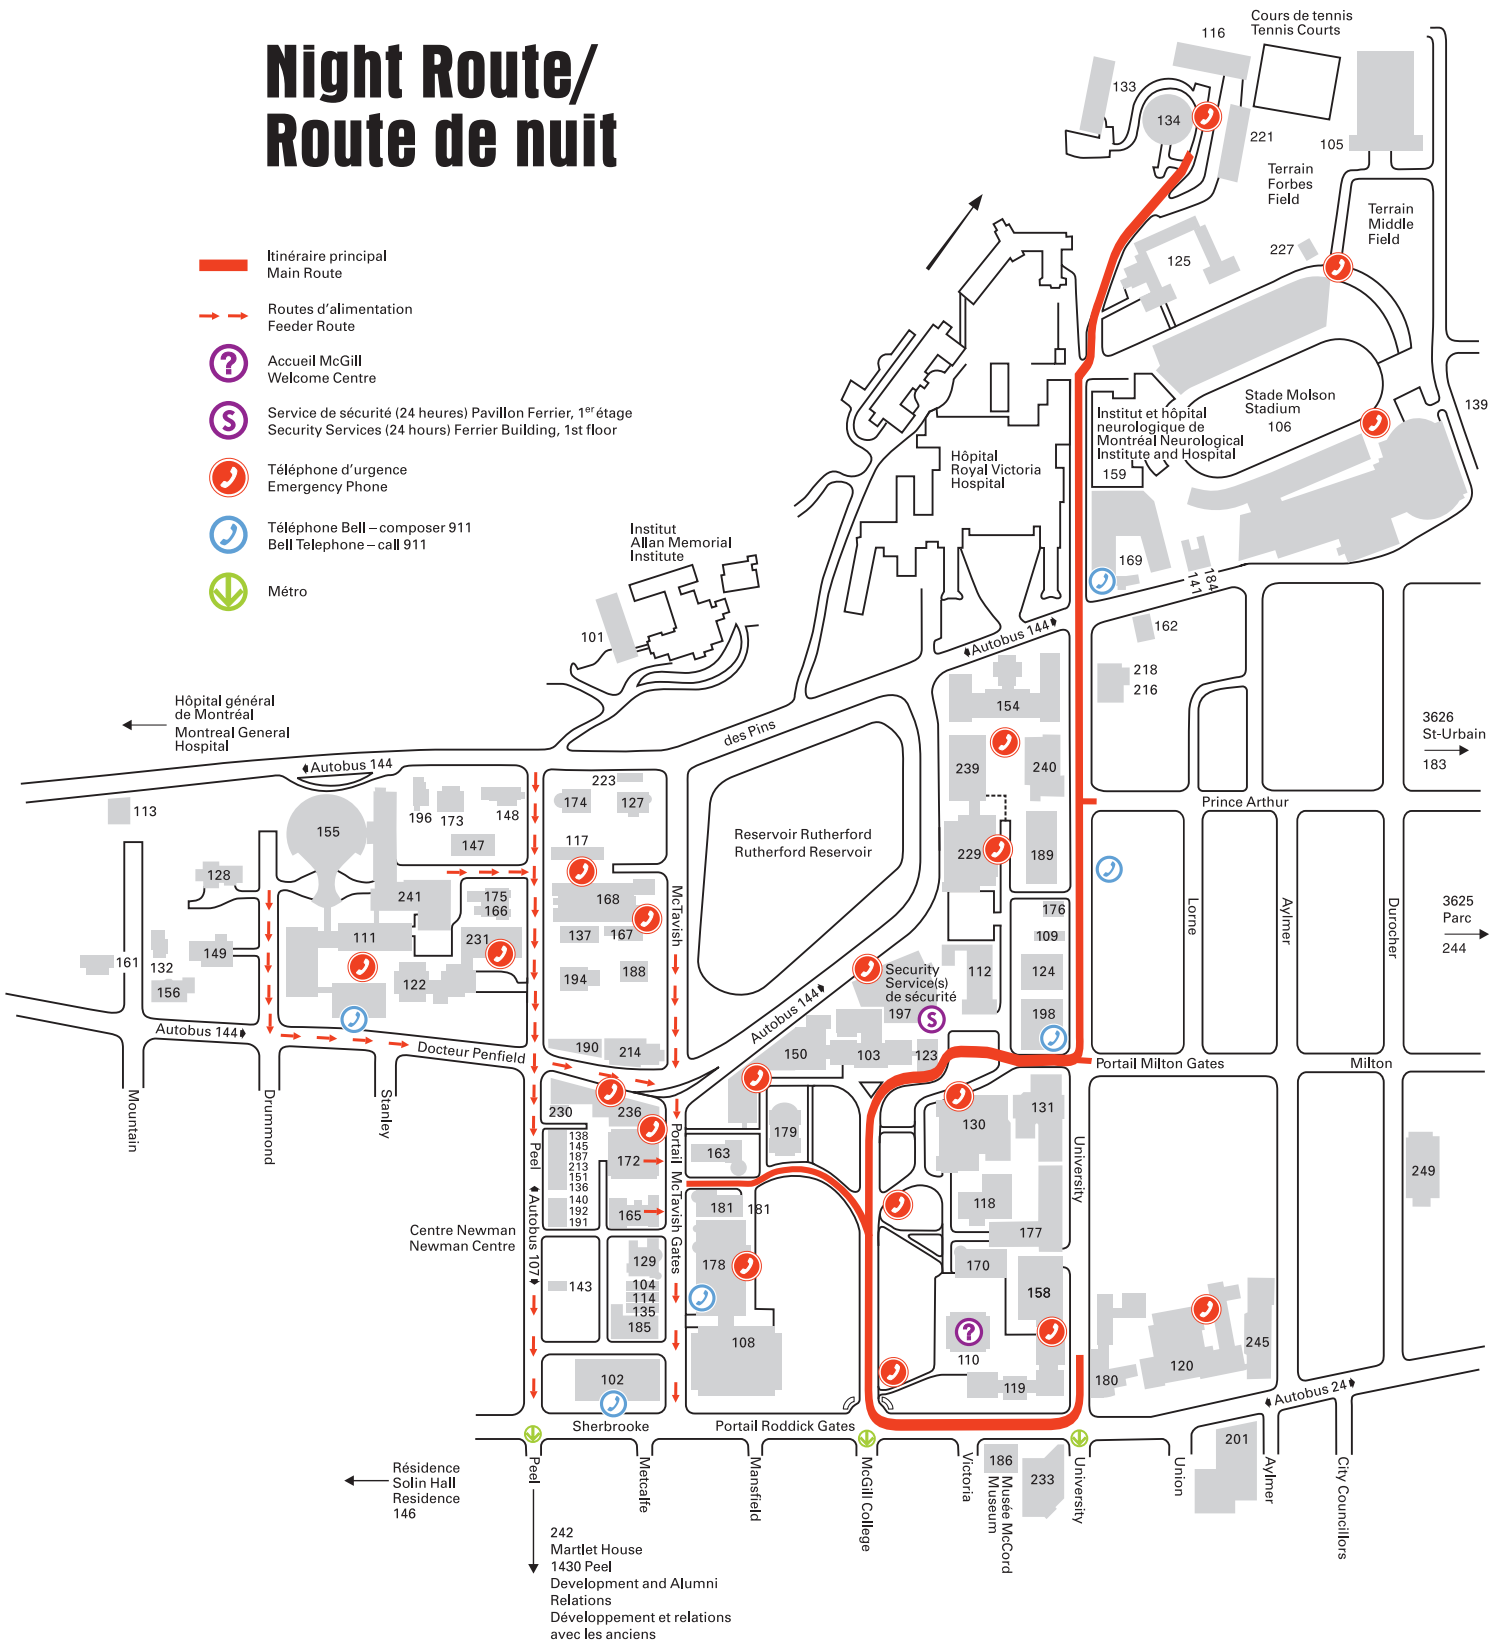 Night Route/
Route de nuit
Itinéraire principal
Main Route
Routes d'alimentation
Feeder Route
?
Accueil McGill
Welcome Centre
S
Service de sécurité (24 heures) Pavillon Ferrier, 1er étage
Security Services (24 hours) Ferrier Building, 1st floor
Téléphone d'urgence
Emergency Phone
Téléphone Bell – composer 911
Bell Telephone – call 911
Métro
Cours de tennis
Tennis Courts
116
133
134
221
105
Terrain
Forbes
Field
Terrain
Middle
Field
227
125
Stade Molson
Stadium
106
139
Institut et hôpital
neurologique de
Montréal Neurological
Institute and Hospital
159
Hôpital
Royal Victoria
Hospital
Institut
Allan Memorial
Institute
101
169
141
184
162
Autobus 144
218
216
154
Hôpital général
de Montréal
Montreal General
Hospital
des Pins
3626
St-Urbain
183
Autobus 144
239
240
223
174
127
113
196
173
148
155
147
117
Prince Arthur
Reservoir Rutherford
Rutherford Reservoir
229
189
128
241
175
166
168
McTavish
176
109
Lorne
Aylmer
Durocher
3625
Parc
244
111
231
137
167
161
132
149
156
122
194
188
Security
Service(s)
de sécurité
197
S
112
124
198
Autobus 144
Autobus 144
Docteur Penfield
190
214
150
103
123
Portail Milton Gates
Milton
Mountain
Drummond
Stanley
230
236
179
130
131
138
145
187
213
151
136
140
192
191
172
163
Peel
Portail McTavish Gates
University
249
165
181
181
118
177
Centre Newman
Newman Centre
Autobus 107
129
178
170
158
143
104
114
135
185
108
?
110
119
120
245
180
102
Autobus 24
Sherbrooke
Portail Roddick Gates
201
Résidence
Solin Hall
Residence
146
Peel
Metcalfe
Mansfield
McGill College
Victoria
186
Musée McCord
Museum
233
University
Union
Aylmer
City Councillors
242
Martlet House
1430 Peel
Development and Alumni
Relations
Développement et relations
avec les anciens